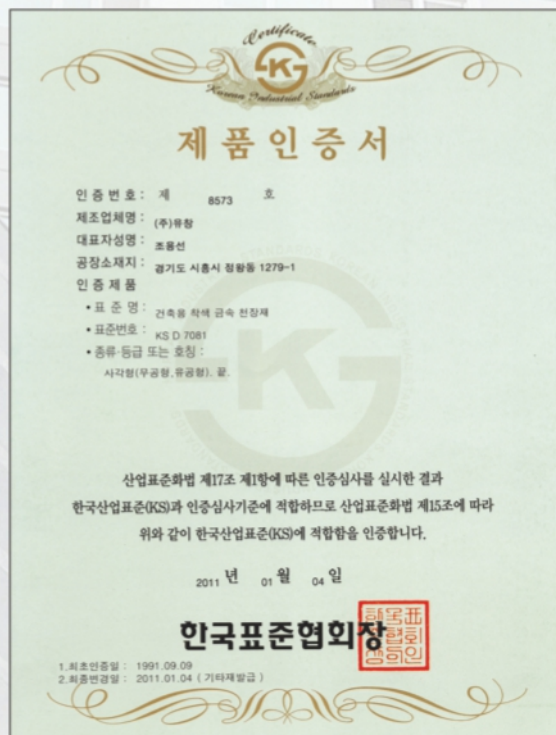 Certificate
KS
Korean Industrial Standards
제품인증서
인증번호 : 제 8573 호
제조업체명 : (주)유창
대표자성명 : 조용선
공장소재지 : 경기도 시흥시 정왕동 1279-1
인증제품
• 표준명 : 건축용 착색 금속 천장재
• 표준번호 : KS D 7081
• 종류·등급 또는 호칭 :
사각형(무공형,유공형). 끝.
산업표준화법 제17조 제1항에 따른 인증심사를 실시한 결과
한국산업표준(KS)과 인증심사기준에 적합하므로 산업표준화법 제15조에 따라
위와 같이 한국산업표준(KS)에 적합함을 인증합니다.
2011 년 01 월 04 일
한국표준협회장
1.최초인증일 : 1991.09.09
2.최종변경일 : 2011.01.04 ( 기타재발급 )